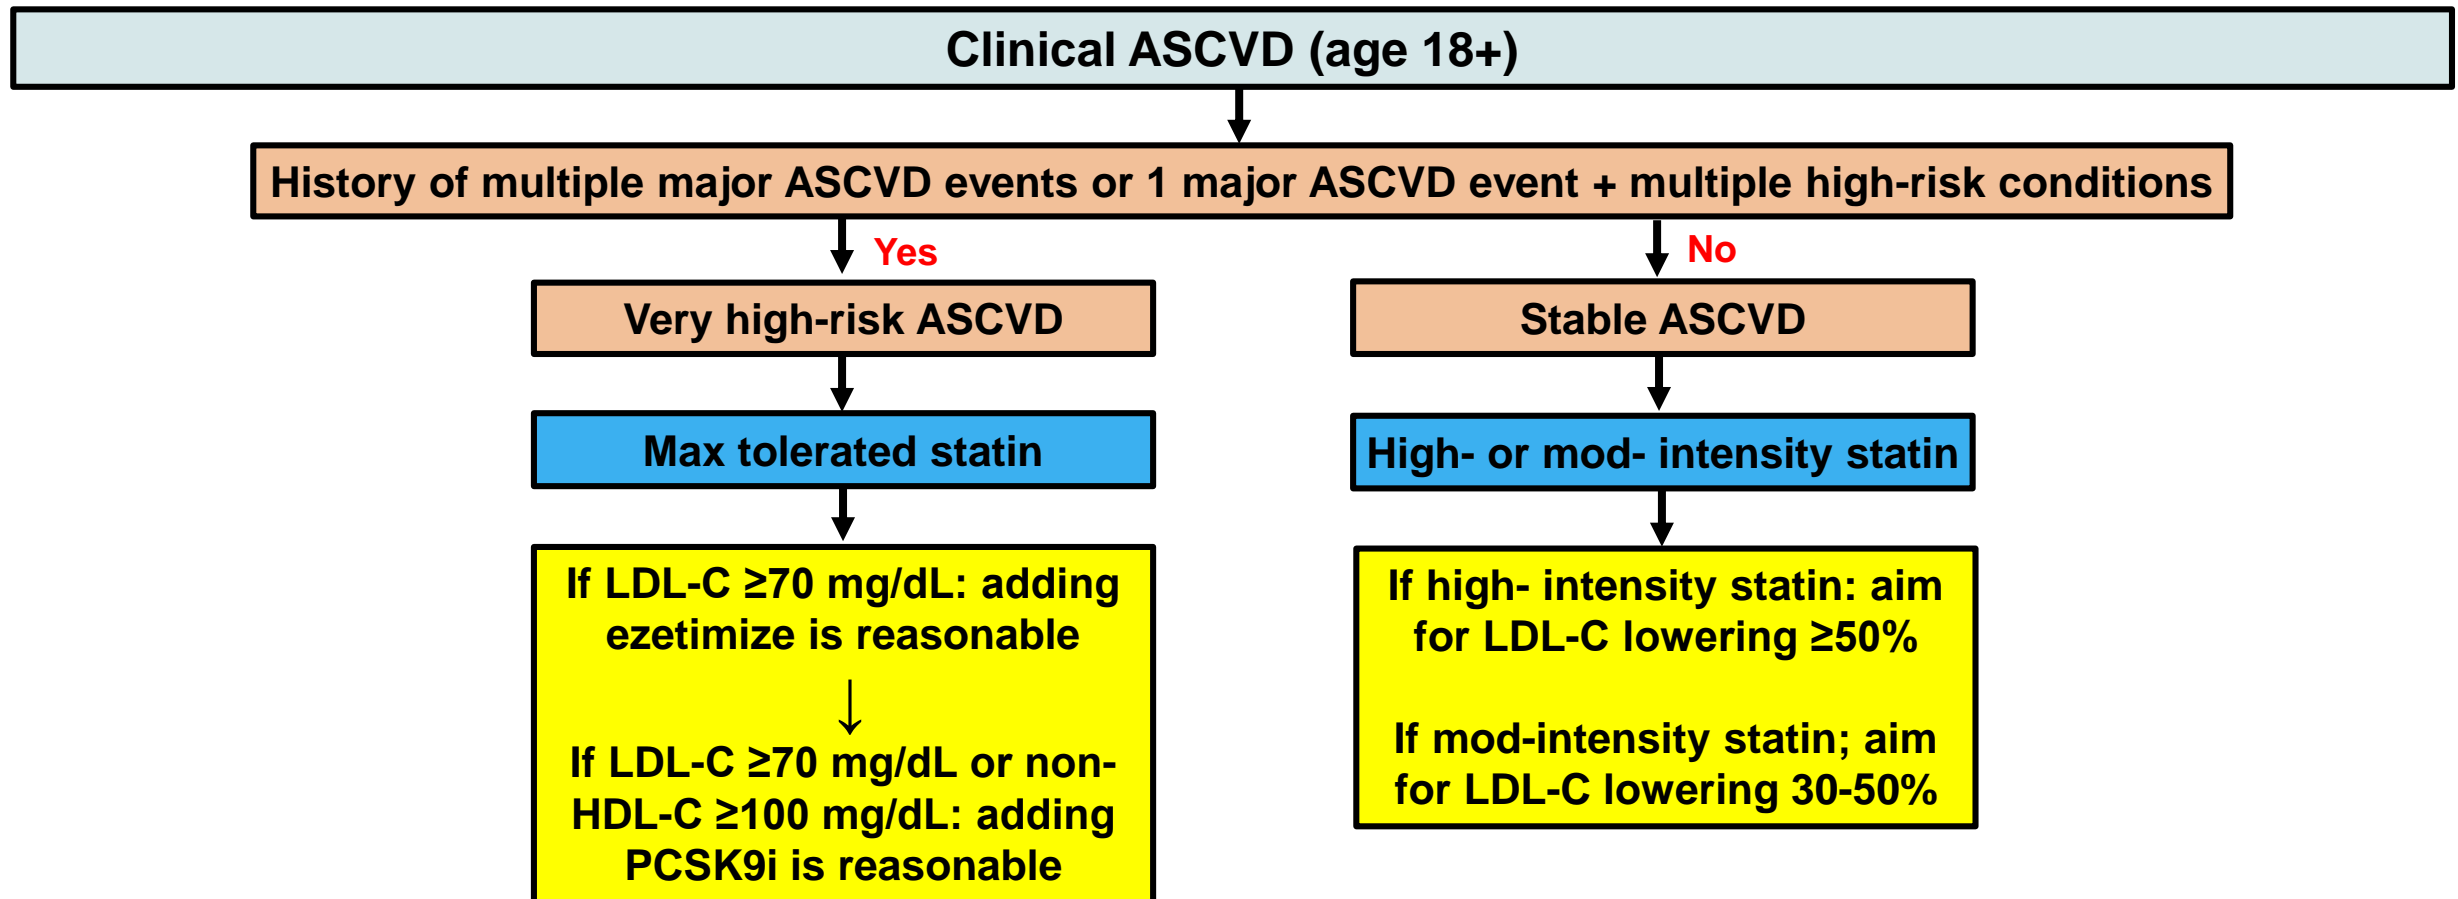 Clinical ASCVD (age 18+)
History of multiple major ASCVD events or 1 major ASCVD event + multiple high-risk conditions
Yes
No
Very high-risk ASCVD
Stable ASCVD
Max tolerated statin
High- or mod- intensity statin
If LDL-C ≥70 mg/dL: adding
ezetimize is reasonable
↓
If LDL-C ≥70 mg/dL or non-
HDL-C ≥100 mg/dL: adding
PCSK9i is reasonable
If high- intensity statin: aim
for LDL-C lowering ≥50%
If mod-intensity statin; aim
for LDL-C lowering 30-50%